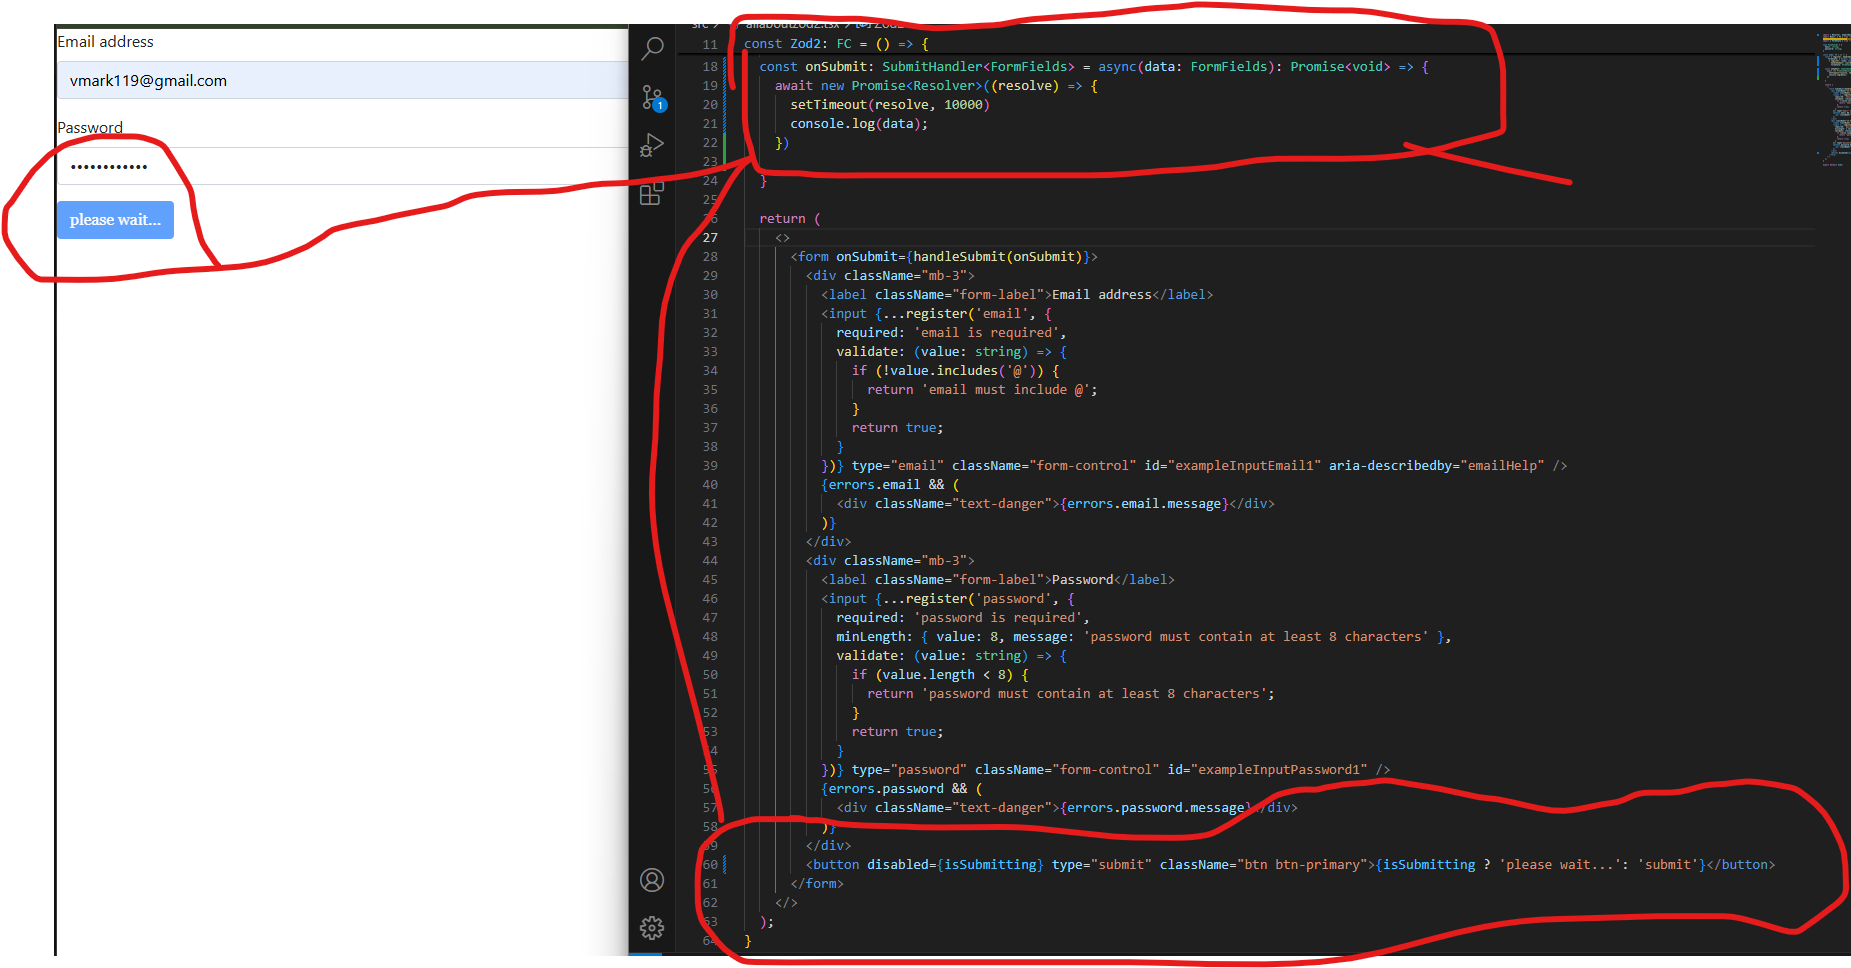 Email address
vmark119@gmail.com
Password
••••••••••••
please wait...
1
11 const Zod2: FC = () => {
18 const onSubmit: SubmitHandler<FormFields> = async(data: FormFields): Promise<void> => {
19 await new Promise<Resolver>((resolve) => {
20 setTimeout(resolve, 10000)
21 console.log(data);
22 })
23
24 }
25
26 return (
27 <>
28 <form onSubmit={handleSubmit(onSubmit)}>
29 <div className="mb-3">
30 <label className="form-label">Email address</label>
31 <input {...register('email', {
32 required: 'email is required',
33 validate: (value: string) => {
34 if (!value.includes('@')) {
35 return 'email must include @';
36 }
37 return true;
38 }
39 })} type="email" className="form-control" id="exampleInputEmail1" aria-describedby="emailHelp" />
40 {errors.email && (
41 <div className="text-danger">{errors.email.message}</div>
42 )}
43 </div>
44 <div className="mb-3">
45 <label className="form-label">Password</label>
46 <input {...register('password', {
47 required: 'password is required',
48 minLength: { value: 8, message: 'password must contain at least 8 characters' },
49 validate: (value: string) => {
50 if (value.length < 8) {
51 return 'password must contain at least 8 characters';
52 }
53 return true;
54 }
55 })} type="password" className="form-control" id="exampleInputPassword1" />
56 {errors.password && (
57 <div className="text-danger">{errors.password.message}</div>
58 )}
59 </div>
60 <button disabled={isSubmitting} type="submit" className="btn btn-primary">{isSubmitting ? 'please wait...': 'submit'}</button>
61 </form>
62 </>
63 );
64 }